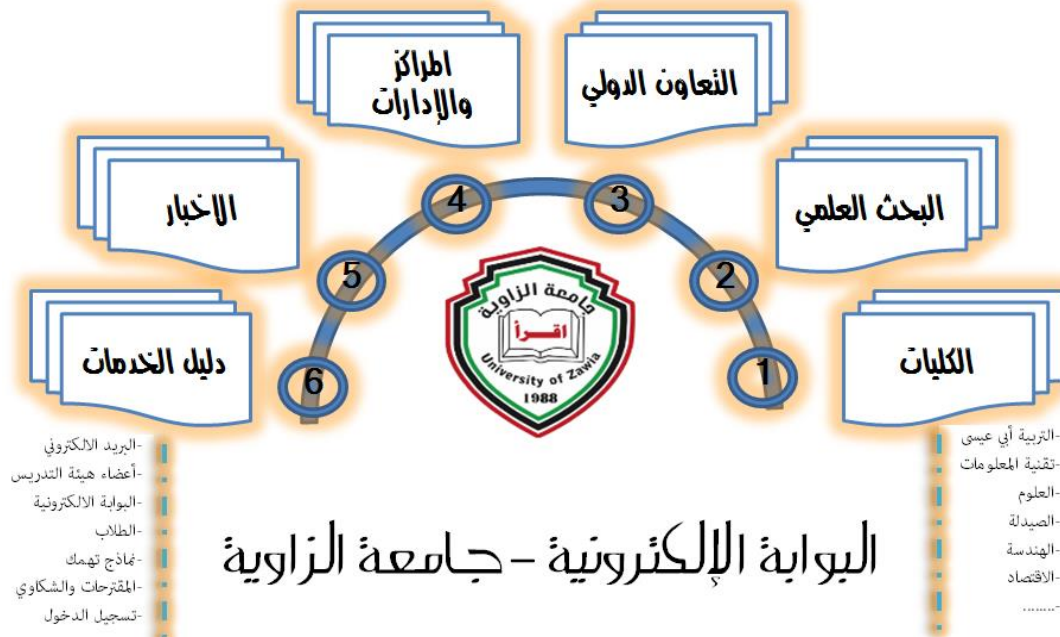 المراكز
والإدارات
التعاون الدولي
الاخبار
البحث العلمي
دليل الخدمات
الكليات
4
3
5
2
6
1
جامعة الزاوية
اقرأ
University of Zawia
1988
-البريد الالكتروني
-أعضاء هيئة التدريس
-البوابة الالكترونية
-الطلاب
-نماذج تهمك
-المقترحات والشكاوي
-تسجيل الدخول
-التربية أبي عيسى
-تقنية المعلومات
-العلوم
-الصيدلة
-الهندسة
-الاقتصاد
-........
البوابة الإلكترونية - جامعة الزاوية